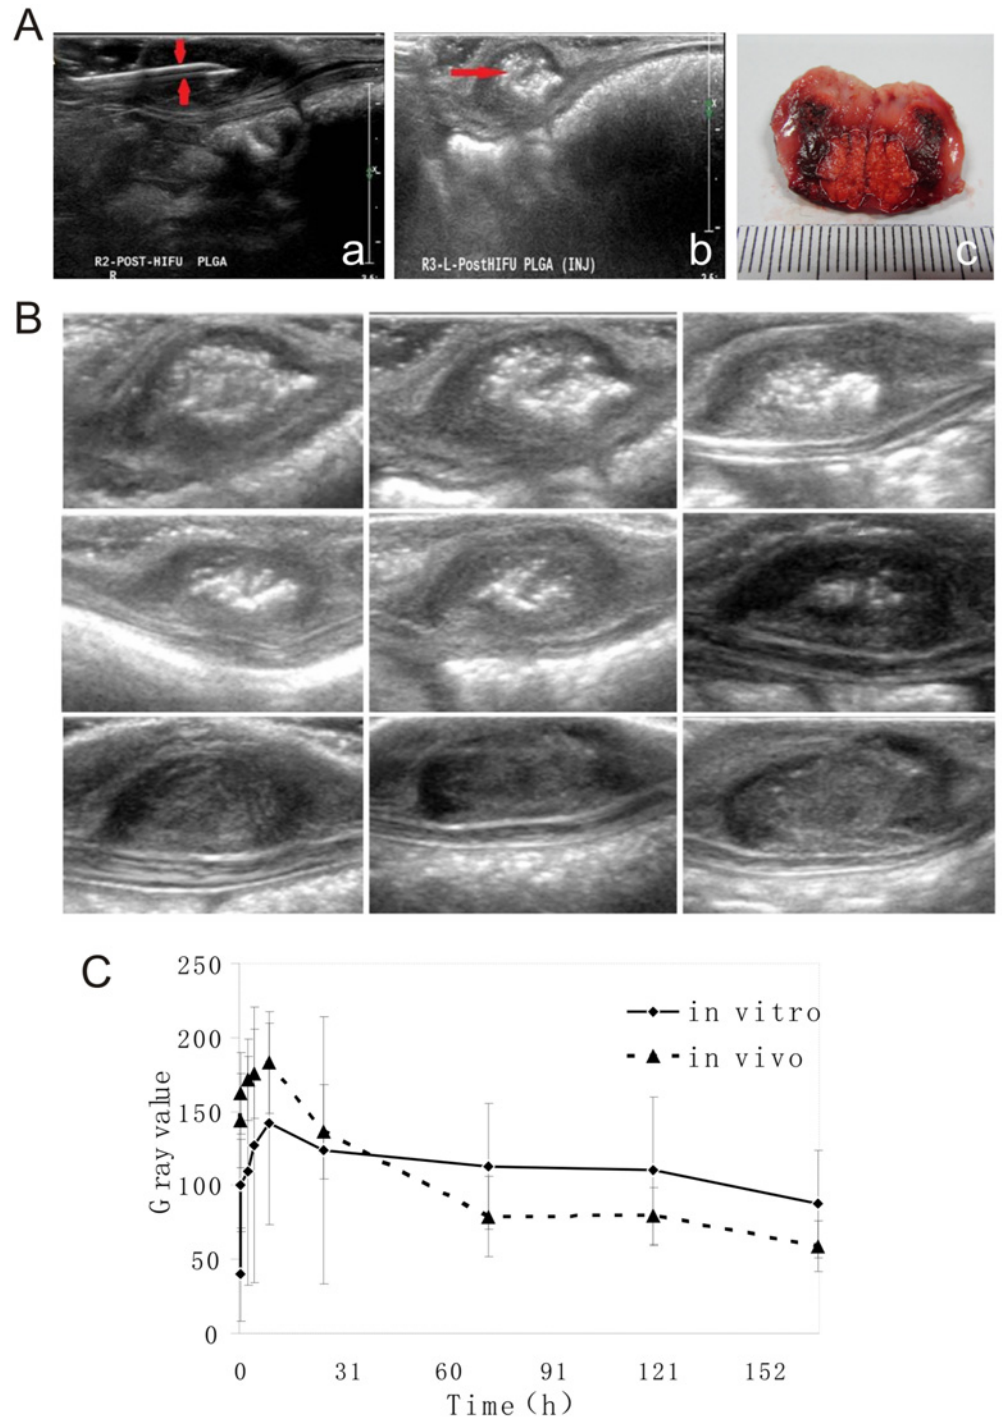 A
R2-POST-HIFU PLGA
R
a
R3-L-PostHIFU PLGA (INJ)
b
c
B
C
250
200
150
100
50
0
Gray value
in vitro
in vivo
0 31 60 91 121 152
Time (h)